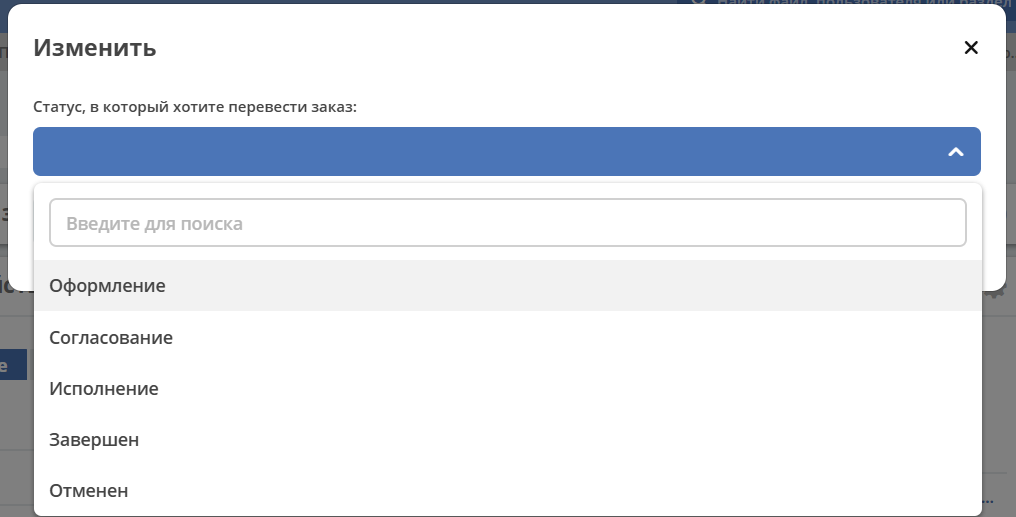 Изменить
Статус, в который хотите перевести заказ:
Введите для поиска
Оформление
Согласование
Исполнение
Завершен
Отменен